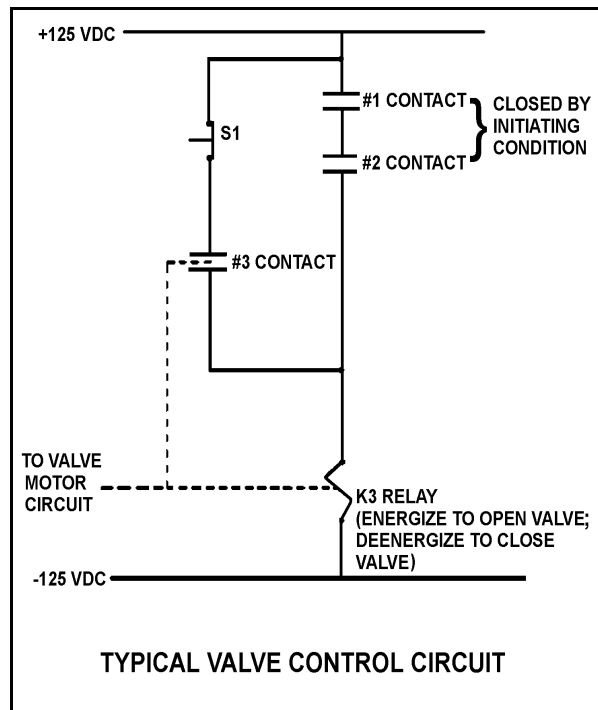 +125 VDC
#1 CONTACT
CLOSED BY
INITIATING
CONDITION
S1
#2 CONTACT
#3 CONTACT
TO VALVE
MOTOR
CIRCUIT
K3 RELAY
(ENERGIZE TO OPEN VALVE;
DEENERGIZE TO CLOSE
VALVE)
-125 VDC
TYPICAL VALVE CONTROL CIRCUIT